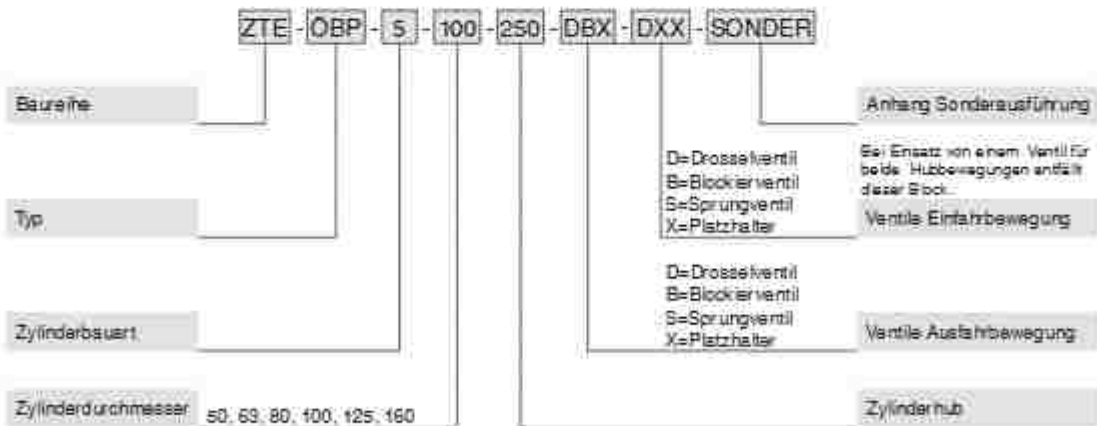 ZTE - ÖBP - S - 100 - 250 - DBX - DXX - SONDER
Baureihe
Anhang Sonderausführung
Bei Einsatz von einem Ventil für
beide Hubbewegungen entfällt
dieser Block.
D=Drosselventil
B=Blockierventil
S=Sprungventil
X=Platzhalter
Typ
Ventile Einfahrbewegung
D=Drosselventil
B=Blockierventil
S=Sprungventil
X=Platzhalter
Zylinderbauart
Ventile Ausfahrbewegung
Zylinderdurchmesser
50, 63, 80, 100, 125, 160
Zylinderhub